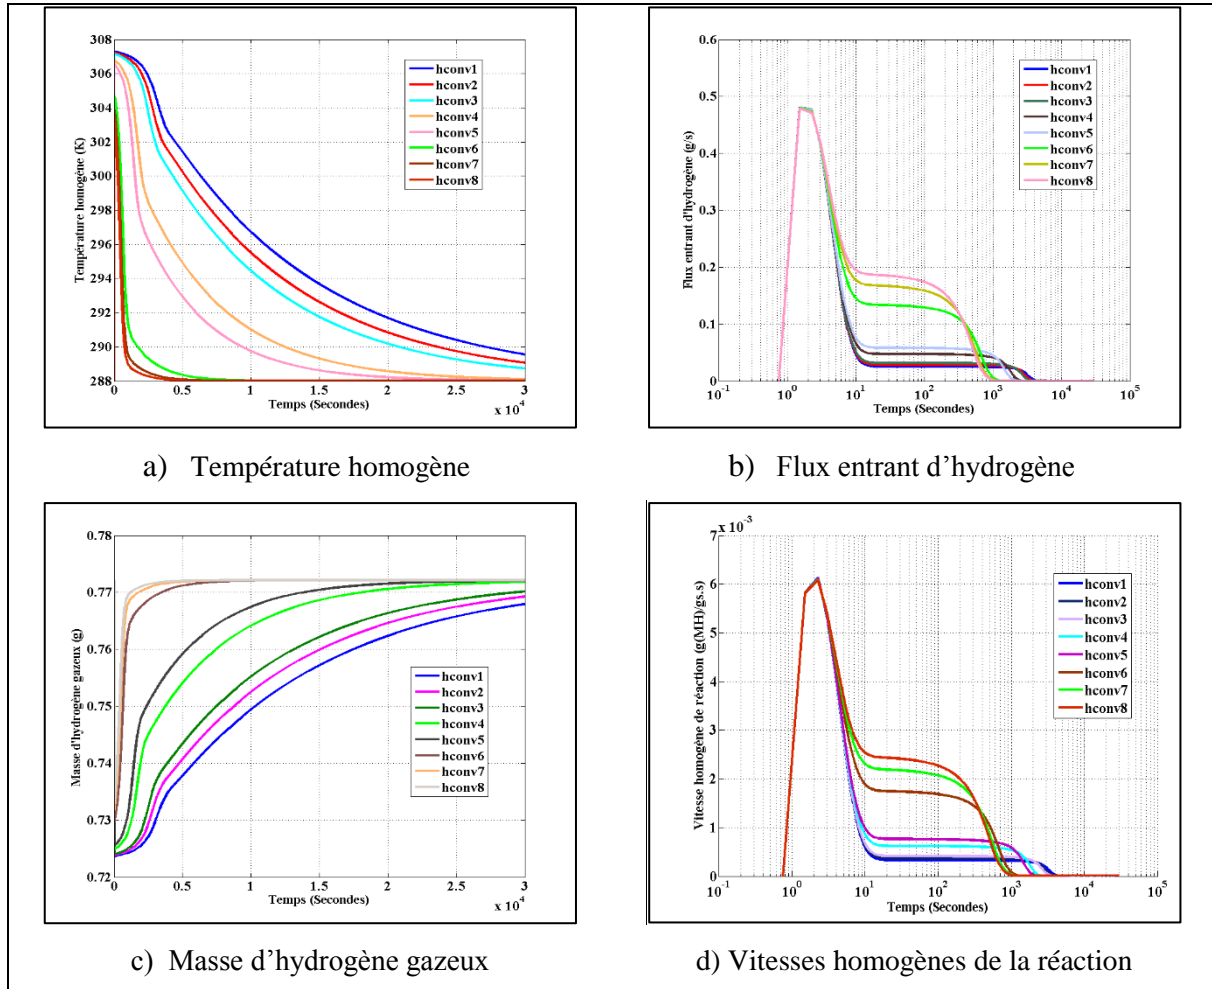 308
306
304
302
300
298
296
294
292
290
288
Température homogène (K)
hconv1
hconv2
hconv3
hconv4
hconv5
hconv6
hconv7
hconv8
0 0.5 1 1.5 2 2.5 3
Temps (Secondes)
x 10^4
a) Température homogène
0.6
0.5
0.4
0.3
0.2
0.1
0
Flux entrant d'hydrogène (g/s)
hconv1
hconv2
hconv3
hconv4
hconv5
hconv6
hconv7
hconv8
10^-1 10^0 10^1 10^2 10^3 10^4 10^5
Temps (Secondes)
b) Flux entrant d’hydrogène
0.78
0.77
0.76
0.75
0.74
0.73
0.72
Masse d'hydrogène gazeux (g)
hconv1
hconv2
hconv3
hconv4
hconv5
hconv6
hconv7
hconv8
0 0.5 1 1.5 2 2.5 3
Temps (Secondes)
x 10^4
c) Masse d’hydrogène gazeux
x 10^-3
7
6
5
4
3
2
1
0
Vitesse homogène de réaction (g(MH)/gs.s)
hconv1
hconv2
hconv3
hconv4
hconv5
hconv6
hconv7
hconv8
10^-1 10^0 10^1 10^2 10^3 10^4 10^5
Temps (Secondes)
d) Vitesses homogènes de la réaction